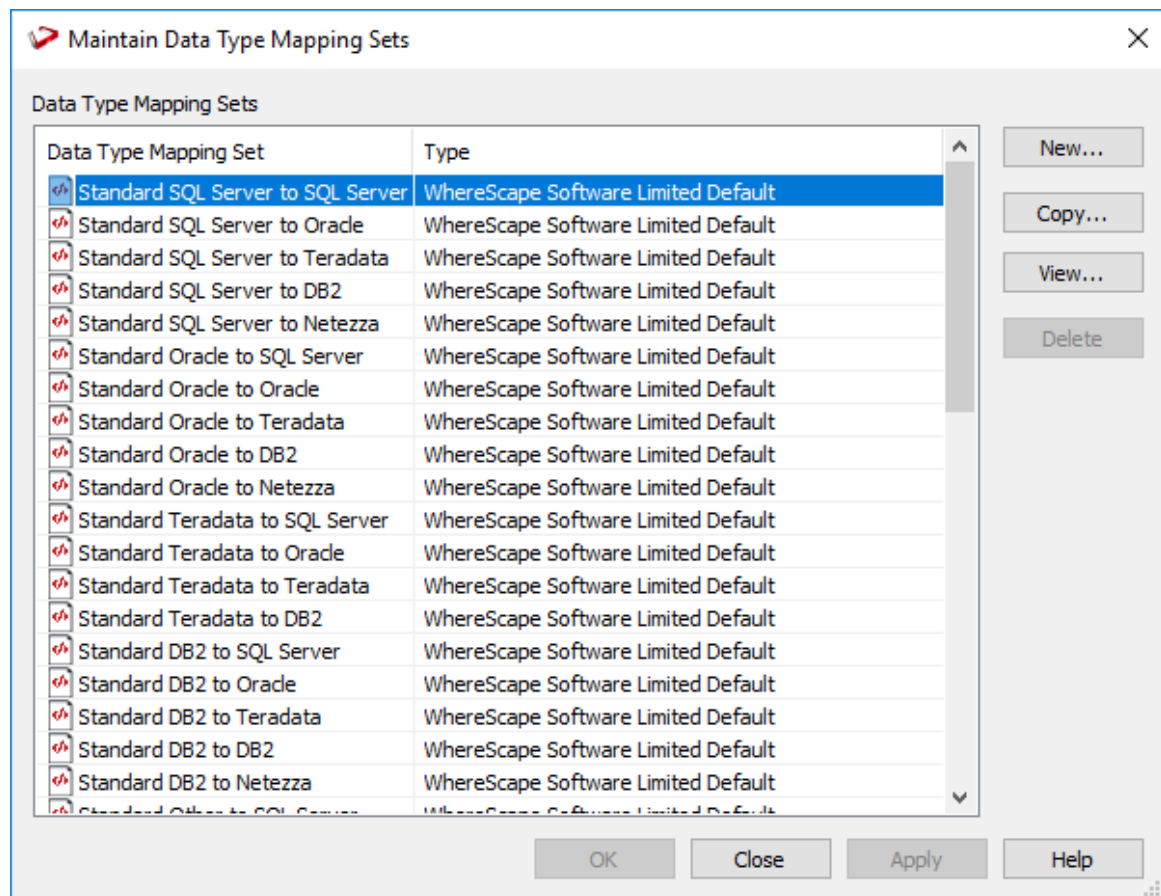 Maintain Data Type Mapping Sets
Data Type Mapping Sets
Data Type Mapping Set Type
Standard SQL Server to SQL Server WhereScape Software Limited Default
Standard SQL Server to Oracle WhereScape Software Limited Default
Standard SQL Server to Teradata WhereScape Software Limited Default
Standard SQL Server to DB2 WhereScape Software Limited Default
Standard SQL Server to Netezza WhereScape Software Limited Default
Standard Oracle to SQL Server WhereScape Software Limited Default
Standard Oracle to Oracle WhereScape Software Limited Default
Standard Oracle to Teradata WhereScape Software Limited Default
Standard Oracle to DB2 WhereScape Software Limited Default
Standard Oracle to Netezza WhereScape Software Limited Default
Standard Teradata to SQL Server WhereScape Software Limited Default
Standard Teradata to Oracle WhereScape Software Limited Default
Standard Teradata to Teradata WhereScape Software Limited Default
Standard Teradata to DB2 WhereScape Software Limited Default
Standard DB2 to SQL Server WhereScape Software Limited Default
Standard DB2 to Oracle WhereScape Software Limited Default
Standard DB2 to Teradata WhereScape Software Limited Default
Standard DB2 to DB2 WhereScape Software Limited Default
Standard DB2 to Netezza WhereScape Software Limited Default
Standard Other to SQL Server WhereScape Software Limited Default
New...
Copy...
View...
Delete
OK Close Apply Help